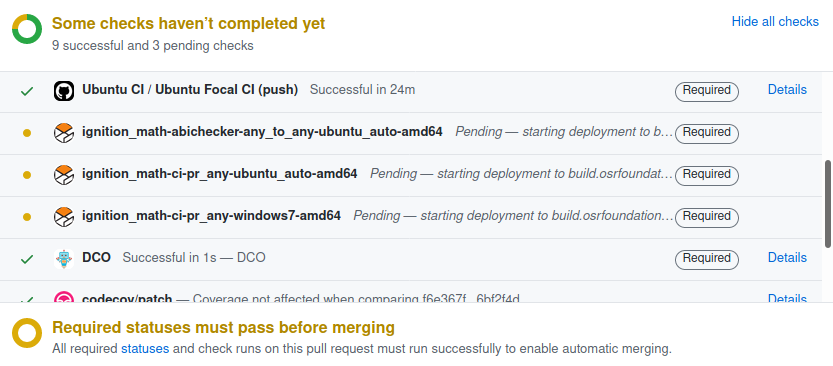 Some checks haven't completed yet
Hide all checks
9 successful and 3 pending checks
Ubuntu CI / Ubuntu Focal CI (push) Successful in 24m Required Details
ignition_math-abichecker-any_to_any-ubuntu_auto-amd64 Pending — starting deployment to b... Required
ignition_math-ci-pr_any-ubuntu_auto-amd64 Pending — starting deployment to build.osrfoundat... Required
ignition_math-ci-pr_any-windows7-amd64 Pending — starting deployment to build.osrfoundation... Required
DCO Successful in 1s — DCO Required Details
codecov/patch — Coverage not affected when comparing f6e367f...6bf2f4d Details
Required statuses must pass before merging
All required statuses and check runs on this pull request must run successfully to enable automatic merging.